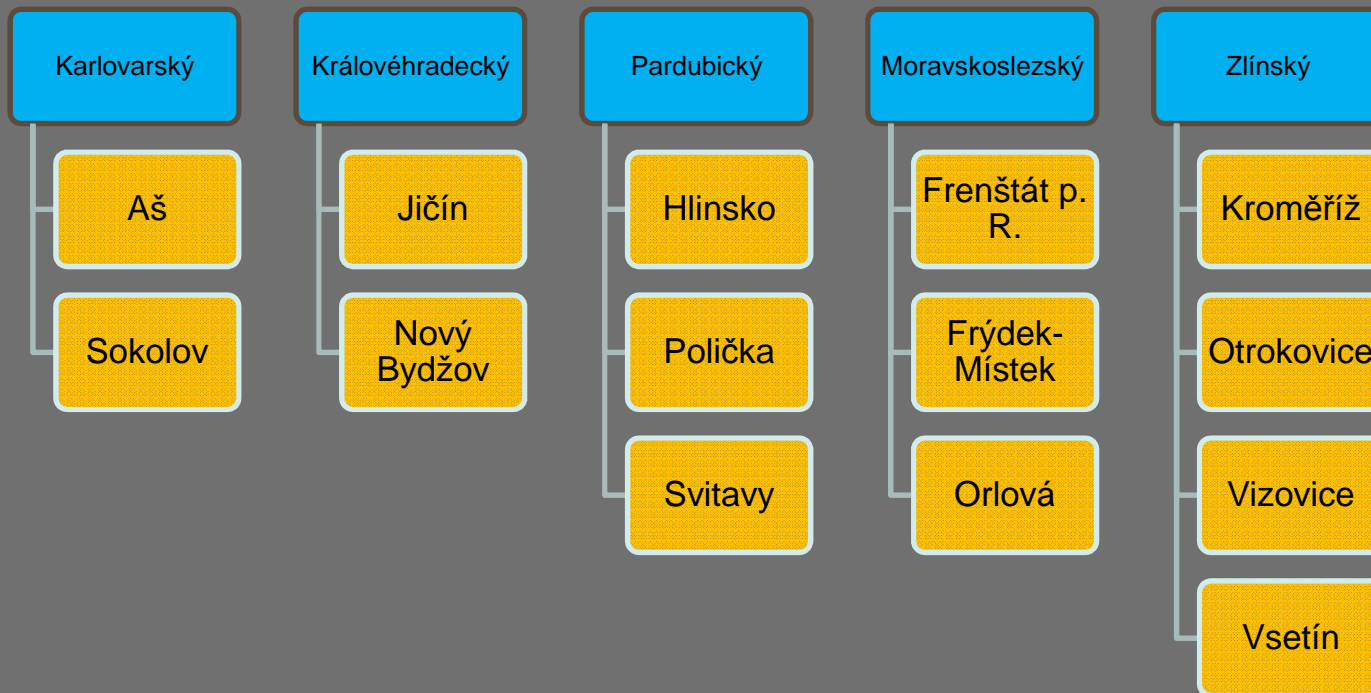 Karlovarský
Aš
Sokolov
Královéhradecký
Jičín
Nový
Bydžov
Pardubický
Hlinsko
Polička
Svitavy
Moravskoslezský
Frenštát p.
R.
Frýdek-
Místek
Orlová
Zlínský
Kroměříž
Otrokovice
Vizovice
Vsetín